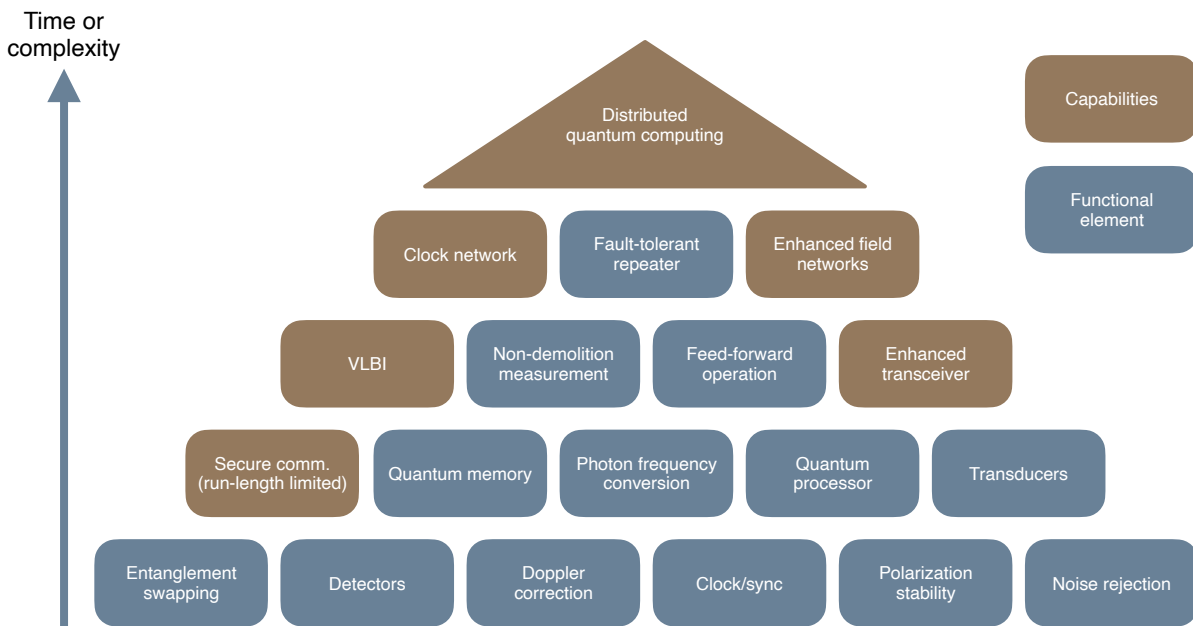 Time or
complexity
Distributed
quantum computing
Capabilities
Functional
element
Clock network
Fault-tolerant
repeater
Enhanced field
networks
VLBI
Non-demolition
measurement
Feed-forward
operation
Enhanced
transceiver
Secure comm.
(run-length limited)
Quantum memory
Photon frequency
conversion
Quantum
processor
Transducers
Entanglement
swapping
Detectors
Doppler
correction
Clock/sync
Polarization
stability
Noise rejection